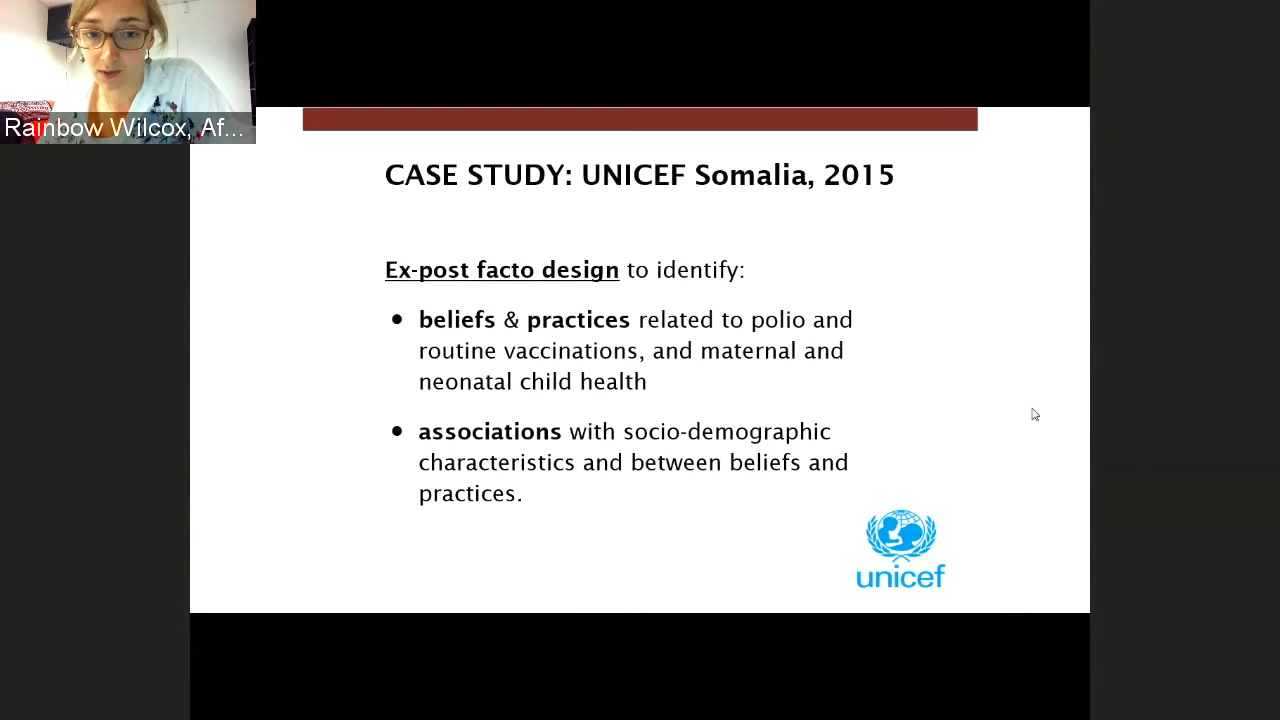 Rainbow Wilcox, Af...
CASE STUDY: UNICEF Somalia, 2015
Ex-post facto design to identify:
● beliefs & practices related to polio and
routine vaccinations, and maternal and
neonatal child health
● associations with socio-demographic
characteristics and between beliefs and
practices.
unicef